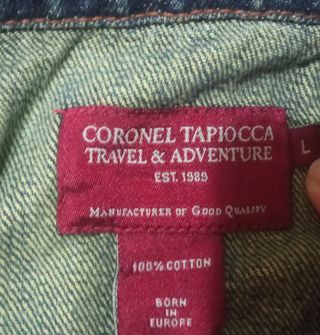 CORONEL TAPIOCCA
TRAVEL & ADVENTURE
EST. 1989
MANUFACTURER OF GOOD QUALITY
L
100% COTTON
BORN
IN
EUROPE